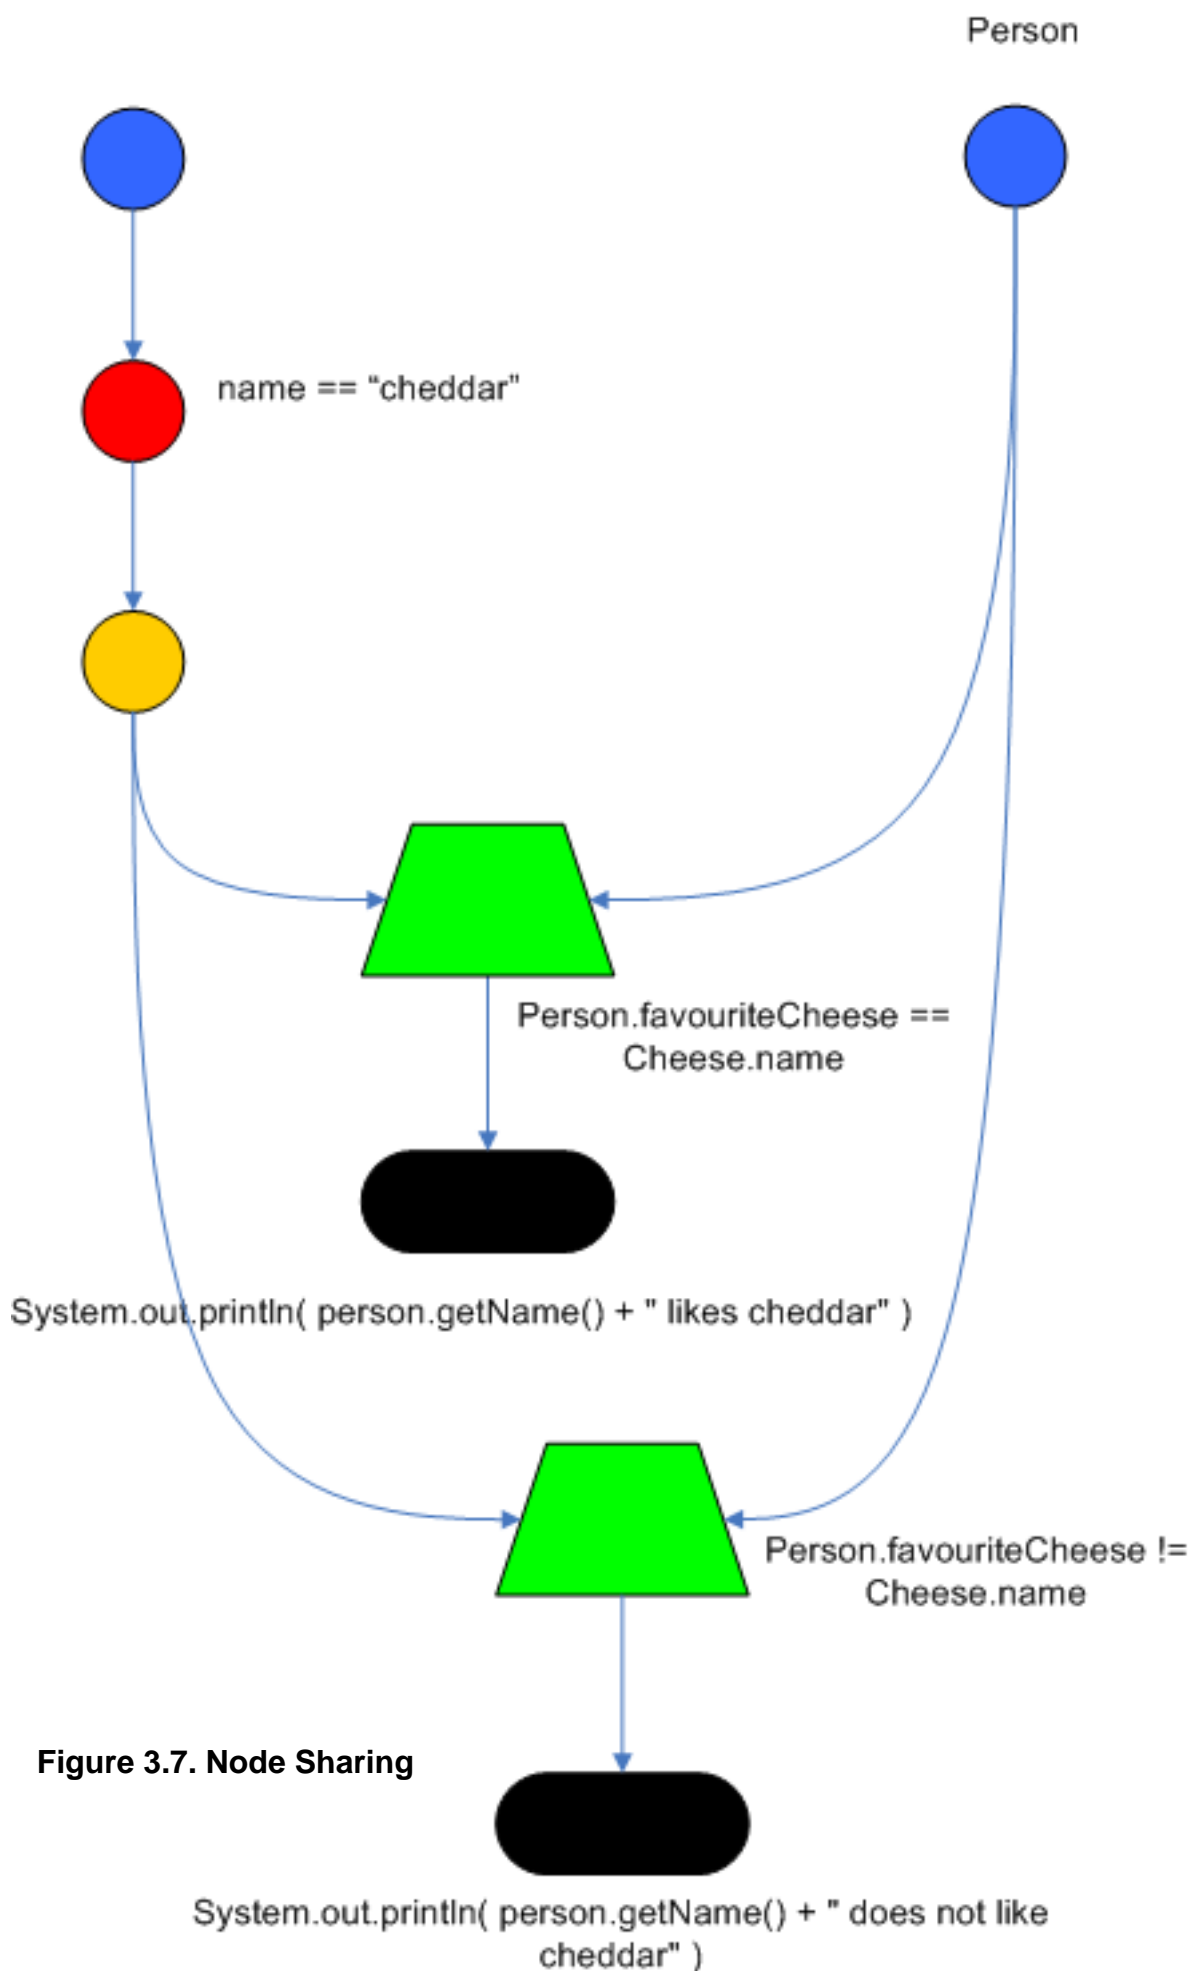 Person
name == “cheddar”
Person.favouriteCheese ==
Cheese.name
System.out.println( person.getName() + " likes cheddar" )
Person.favouriteCheese !=
Cheese.name
Figure 3.7. Node Sharing
System.out.println( person.getName() + " does not like
cheddar" )